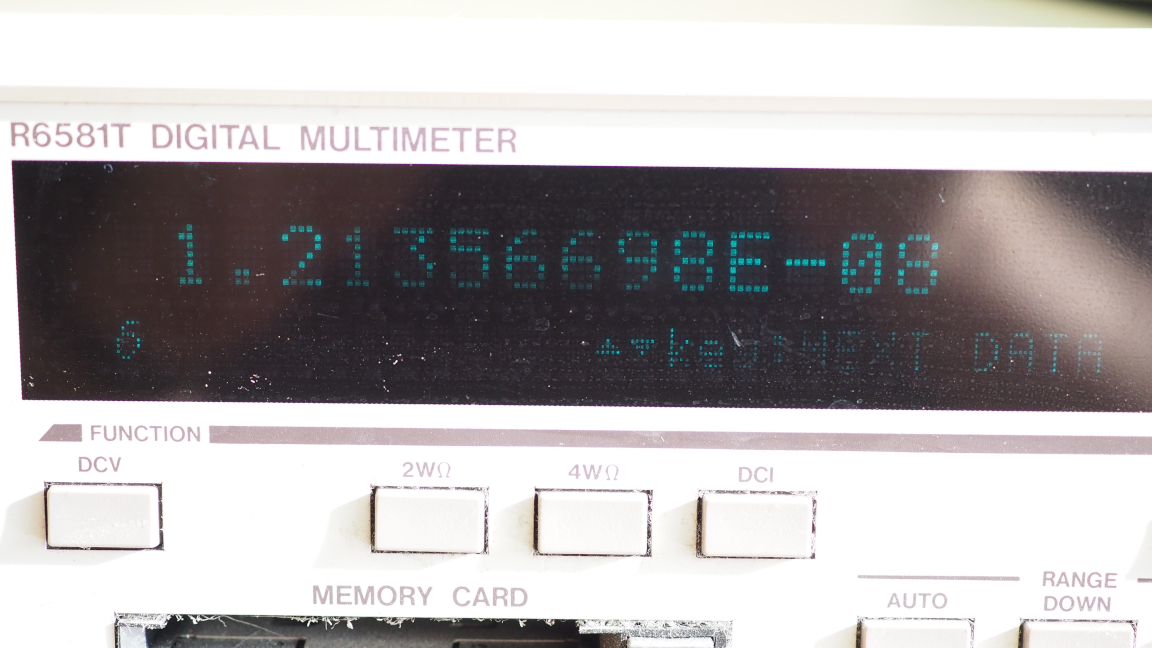 R6581T DIGITAL MULTIMETER
1.21356698E-08
6 ▲▼key:NEXT DATA
FUNCTION
DCV 2WΩ 4WΩ DCI
MEMORY CARD
RANGE
AUTO DOWN